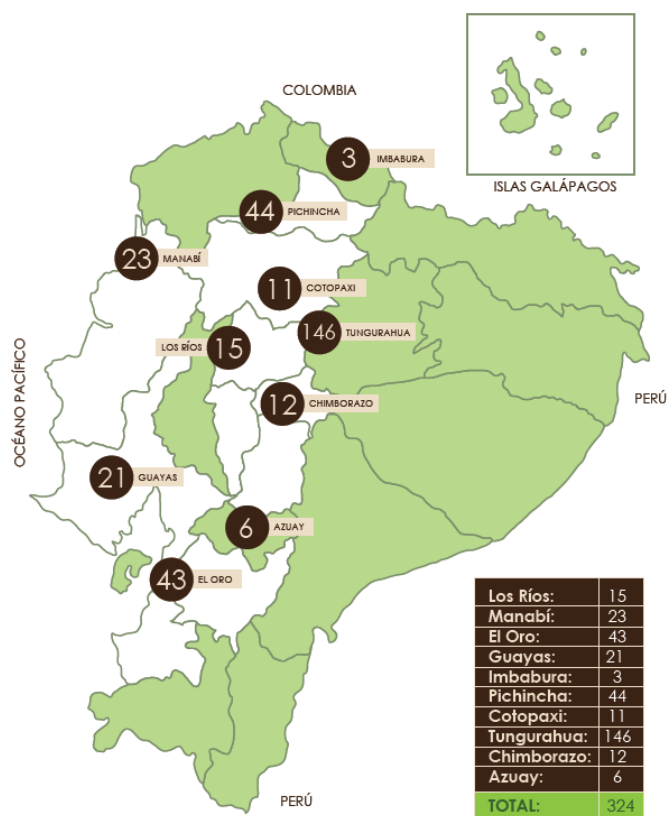 COLOMBIA
3 IMBABURA
ISLAS GALÁPAGOS
44 PICHINCHA
23 MANABÍ
11 COTOPAXI
146 TUNGURAHUA
LOS RÍOS 15
OCÉANO PACÍFICO
PERÚ
12 CHIMBORAZO
21 GUAYAS
6 AZUAY
43 EL ORO
Los Ríos: 15
Manabí: 23
El Oro: 43
Guayas: 21
Imbabura: 3
Pichincha: 44
Cotopaxi: 11
Tungurahua: 146
Chimborazo: 12
Azuay: 6
TOTAL: 324
PERÚ